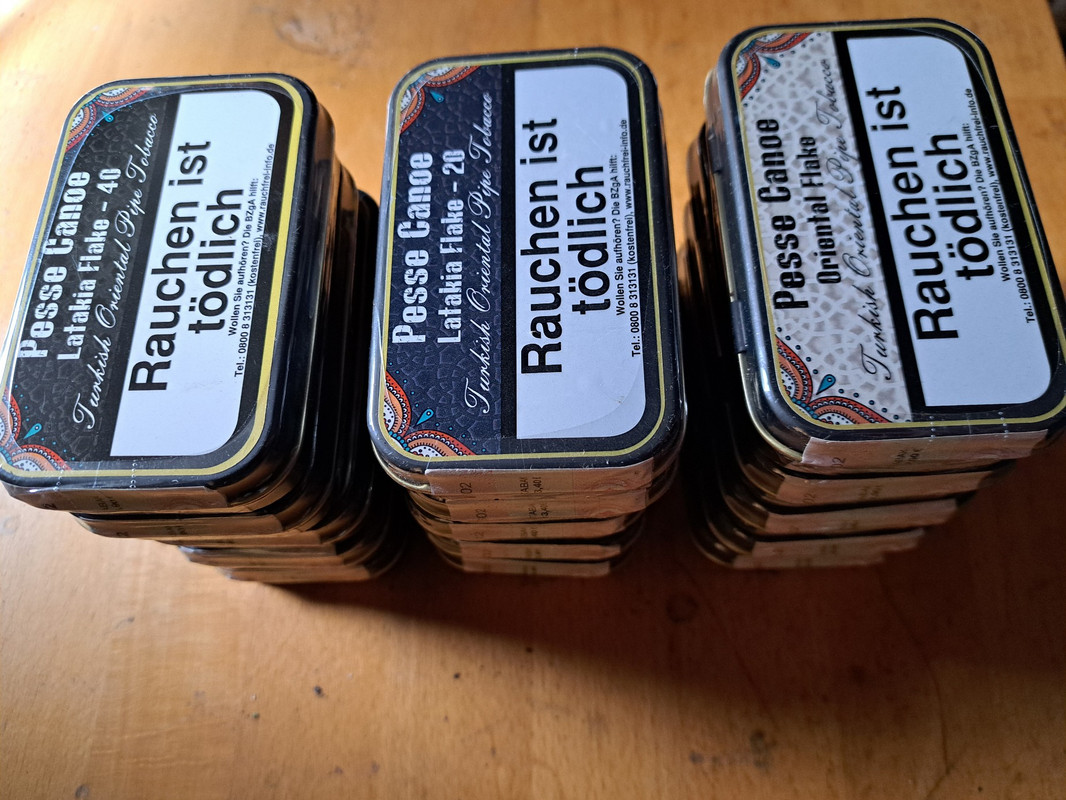 Pesse Canoe
Latakia Flake - 40
Turkish Oriental Pipe Tobacco
Rauchen ist
tödlich
Wollen Sie aufhören? Die BZgA hilft:
Tel.: 0800 8 313131 (kostenfrei), www.rauchfrei-info.de
Pesse Canoe
Latakia Flake - 20
Turkish Oriental Pipe Tobacco
Rauchen ist
tödlich
Wollen Sie aufhören? Die BZgA hilft:
Tel.: 0800 8 313131 (kostenfrei), www.rauchfrei-info.de
02
02
Pesse Canoe
Oriental Flake
Turkish Oriental Pipe Tobacco
Rauchen ist
tödlich
Wollen Sie aufhören? Die BZgA hilft:
Tel.: 0800 8 313131 (kostenfrei), www.rauchfrei-info.de
02
02